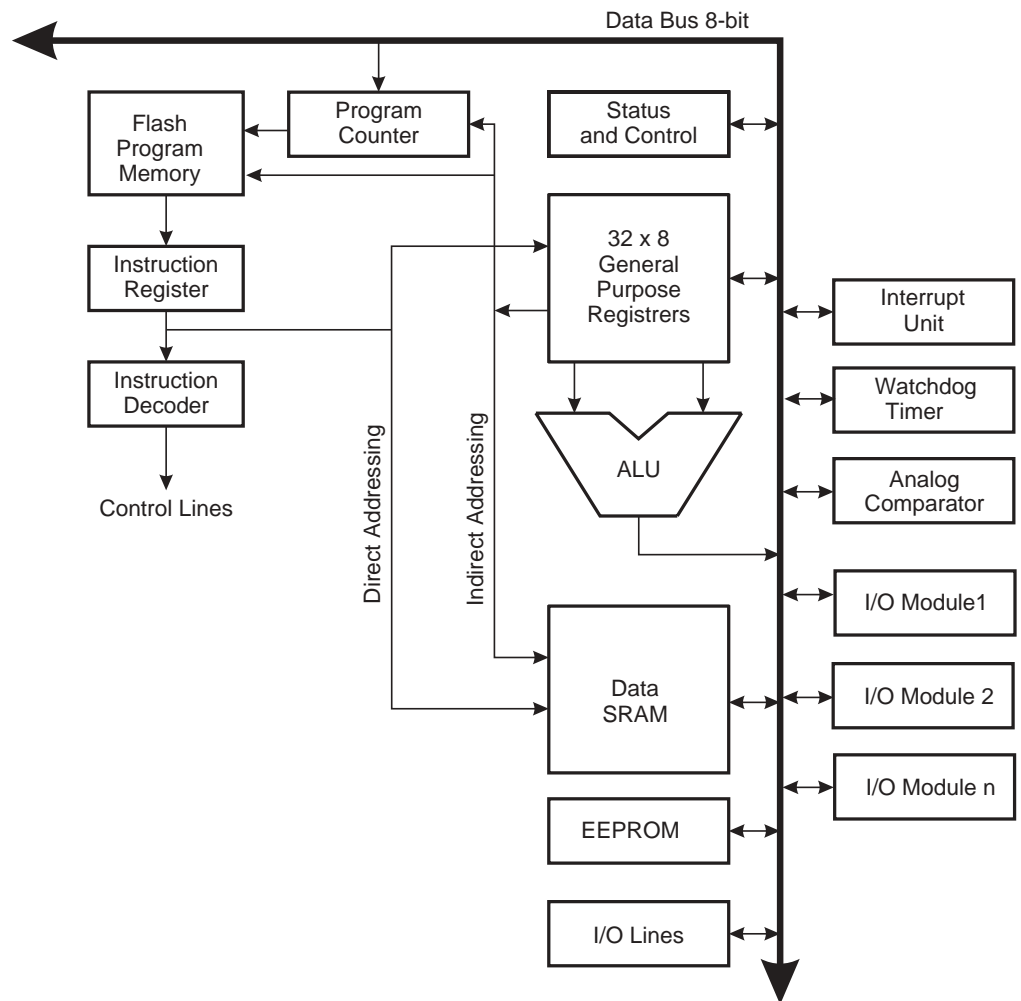 Data Bus 8-bit
Flash
Program
Memory
Program
Counter
Status
and Control
32 x 8
General
Purpose
Registrers
Instruction
Register
Instruction
Decoder
Control Lines
Direct Addressing
Indirect Addressing
ALU
Interrupt
Unit
Watchdog
Timer
Analog
Comparator
I/O Module1
Data
SRAM
I/O Module 2
I/O Module n
EEPROM
I/O Lines